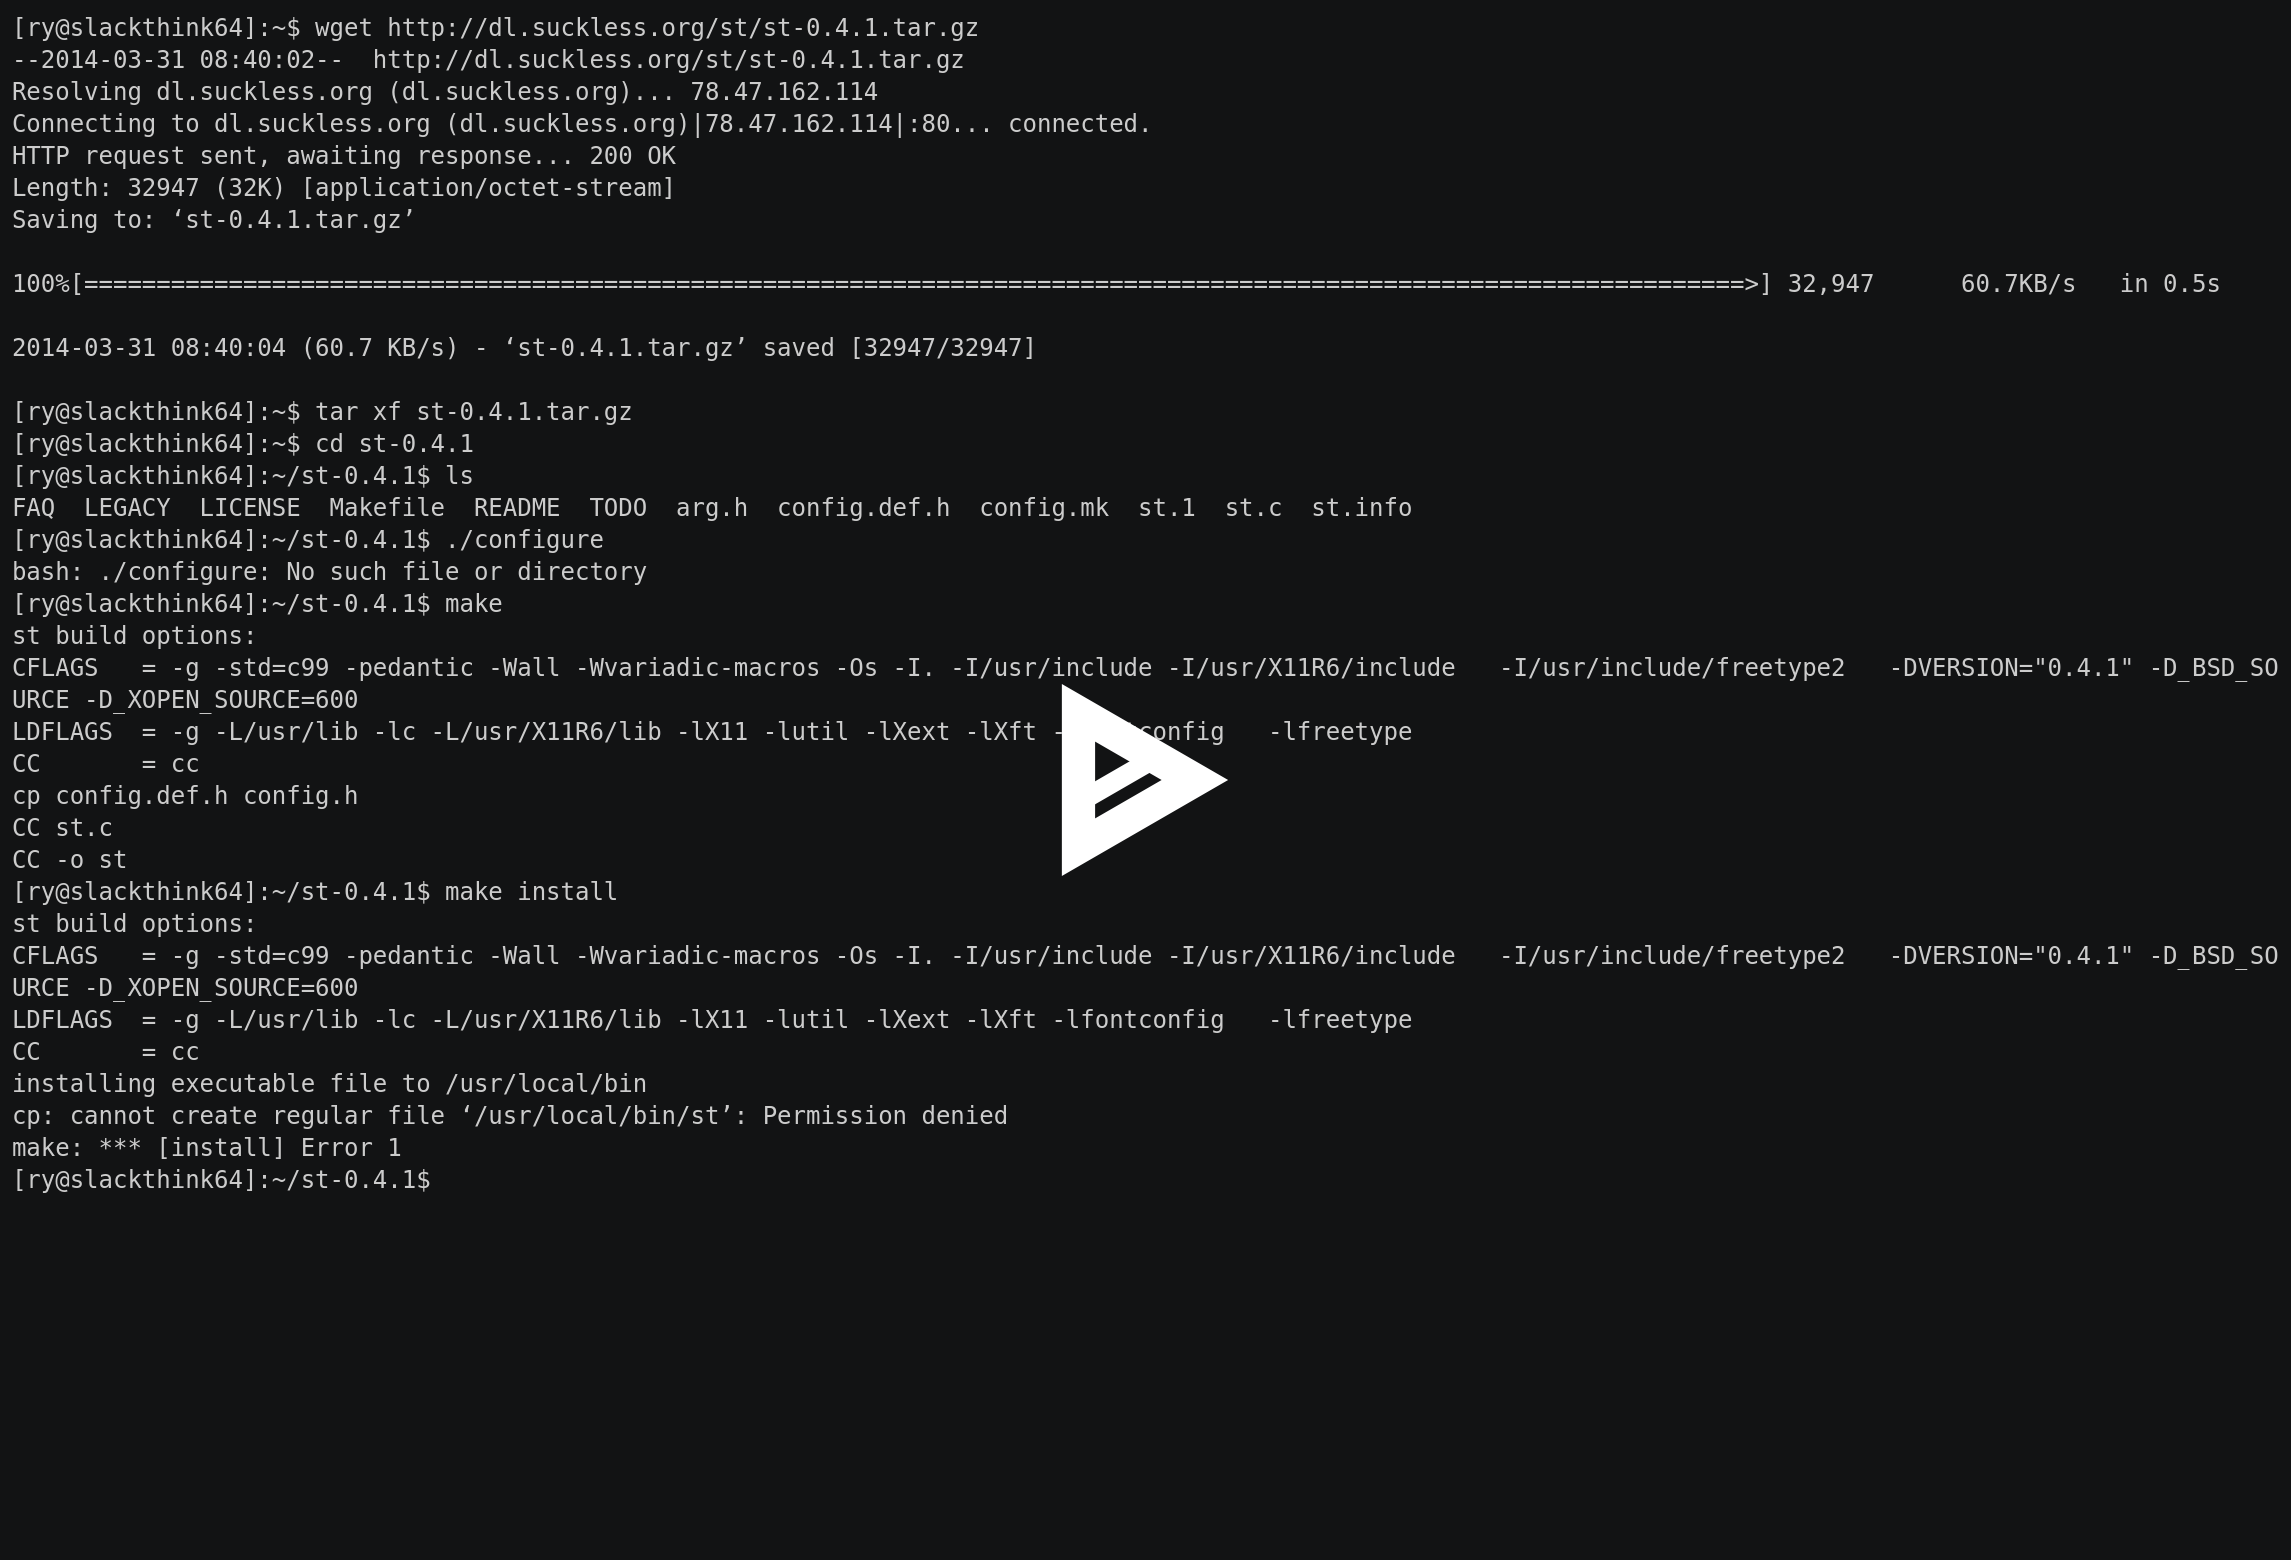 [ry@slackthink64]:~$ wget http://dl.suckless.org/st/st-0.4.1.tar.gz
--2014-03-31 08:40:02--  http://dl.suckless.org/st/st-0.4.1.tar.gz
Resolving dl.suckless.org (dl.suckless.org)... 78.47.162.114
Connecting to dl.suckless.org (dl.suckless.org)|78.47.162.114|:80... connected.
HTTP request sent, awaiting response... 200 OK
Length: 32947 (32K) [application/octet-stream]
Saving to: ‘st-0.4.1.tar.gz’
100%[===================================================================================================================>] 32,947      60.7KB/s   in 0.5s
2014-03-31 08:40:04 (60.7 KB/s) - ‘st-0.4.1.tar.gz’ saved [32947/32947]
[ry@slackthink64]:~$ tar xf st-0.4.1.tar.gz
[ry@slackthink64]:~$ cd st-0.4.1
[ry@slackthink64]:~/st-0.4.1$ ls
FAQ  LEGACY  LICENSE  Makefile  README  TODO  arg.h  config.def.h  config.mk  st.1  st.c  st.info
[ry@slackthink64]:~/st-0.4.1$ ./configure
bash: ./configure: No such file or directory
[ry@slackthink64]:~/st-0.4.1$ make
st build options:
CFLAGS   = -g -std=c99 -pedantic -Wall -Wvariadic-macros -Os -I. -I/usr/include -I/usr/X11R6/include   -I/usr/include/freetype2   -DVERSION="0.4.1" -D_BSD_SO
URCE -D_XOPEN_SOURCE=600
LDFLAGS  = -g -L/usr/lib -lc -L/usr/X11R6/lib -lX11 -lutil -lXext -lXft   -lfreetype
CC       = cc
cp config.def.h config.h
CC st.c
CC -o st
[ry@slackthink64]:~/st-0.4.1$ make install
st build options:
CFLAGS   = -g -std=c99 -pedantic -Wall -Wvariadic-macros -Os -I. -I/usr/include -I/usr/X11R6/include   -I/usr/include/freetype2   -DVERSION="0.4.1" -D_BSD_SO
URCE -D_XOPEN_SOURCE=600
LDFLAGS  = -g -L/usr/lib -lc -L/usr/X11R6/lib -lX11 -lutil -lXext -lXft -lfontconfig   -lfreetype
CC       = cc
installing executable file to /usr/local/bin
cp: cannot create regular file ‘/usr/local/bin/st’: Permission denied
make: *** [install] Error 1
[ry@slackthink64]:~/st-0.4.1$